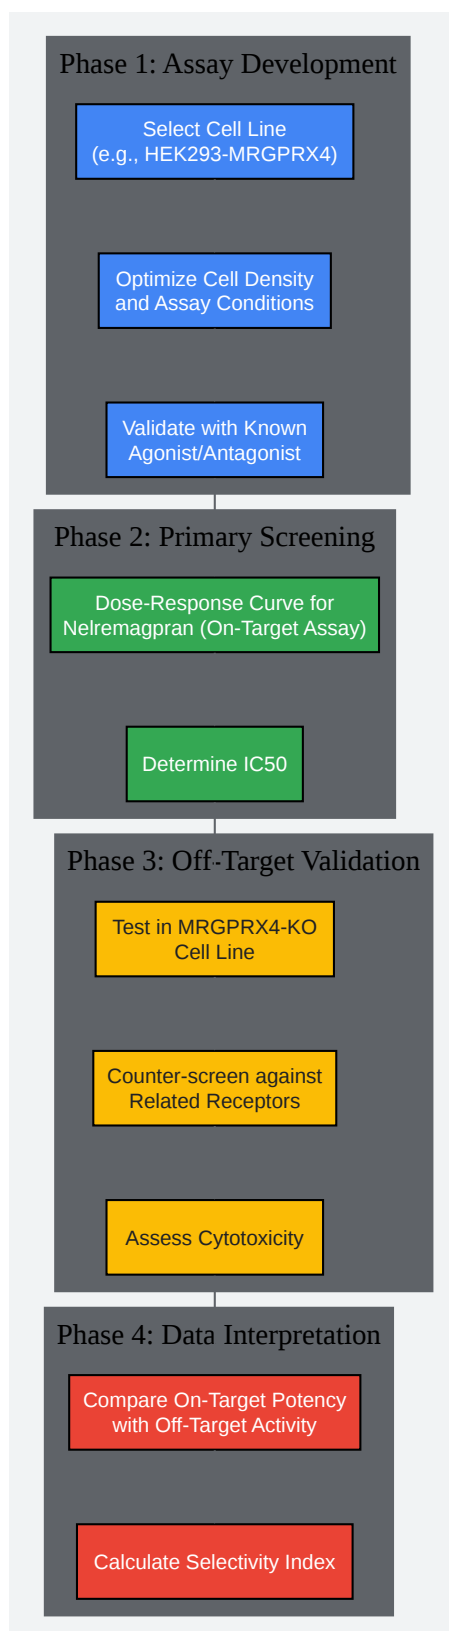 Phase 1: Assay Development
Select Cell Line
(e.g., HEK293-MRGPRX4)
Optimize Cell Density
and Assay Conditions
Validate with Known
Agonist/Antagonist
Phase 2: Primary Screening
Dose-Response Curve for
Nelremagpran (On-Target Assay)
Determine IC50
Phase 3: Off-Target Validation
Test in MRGPRX4-KO
Cell Line
Counter-screen against
Related Receptors
Assess Cytotoxicity
Phase 4: Data Interpretation
Compare On-Target Potency
with Off-Target Activity
Calculate Selectivity Index